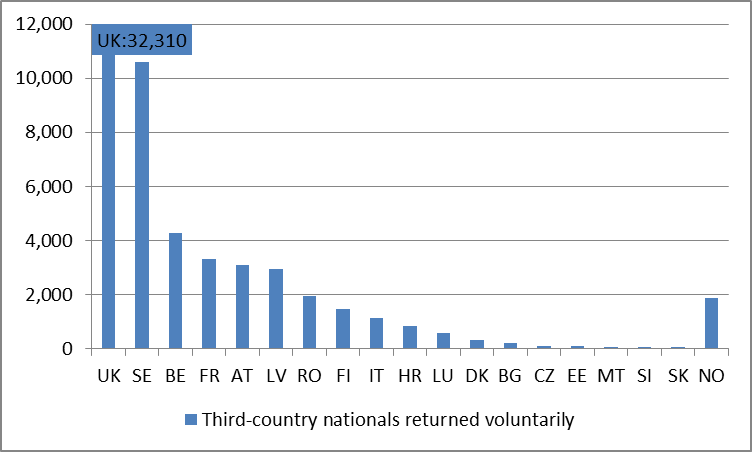 12,000
UK:32,310
10,000
8,000
6,000
4,000
2,000
0
UK SE BE FR AT LV RO FI IT HR LU DK BG CZ EE MT SI SK NO
Third-country nationals returned voluntarily